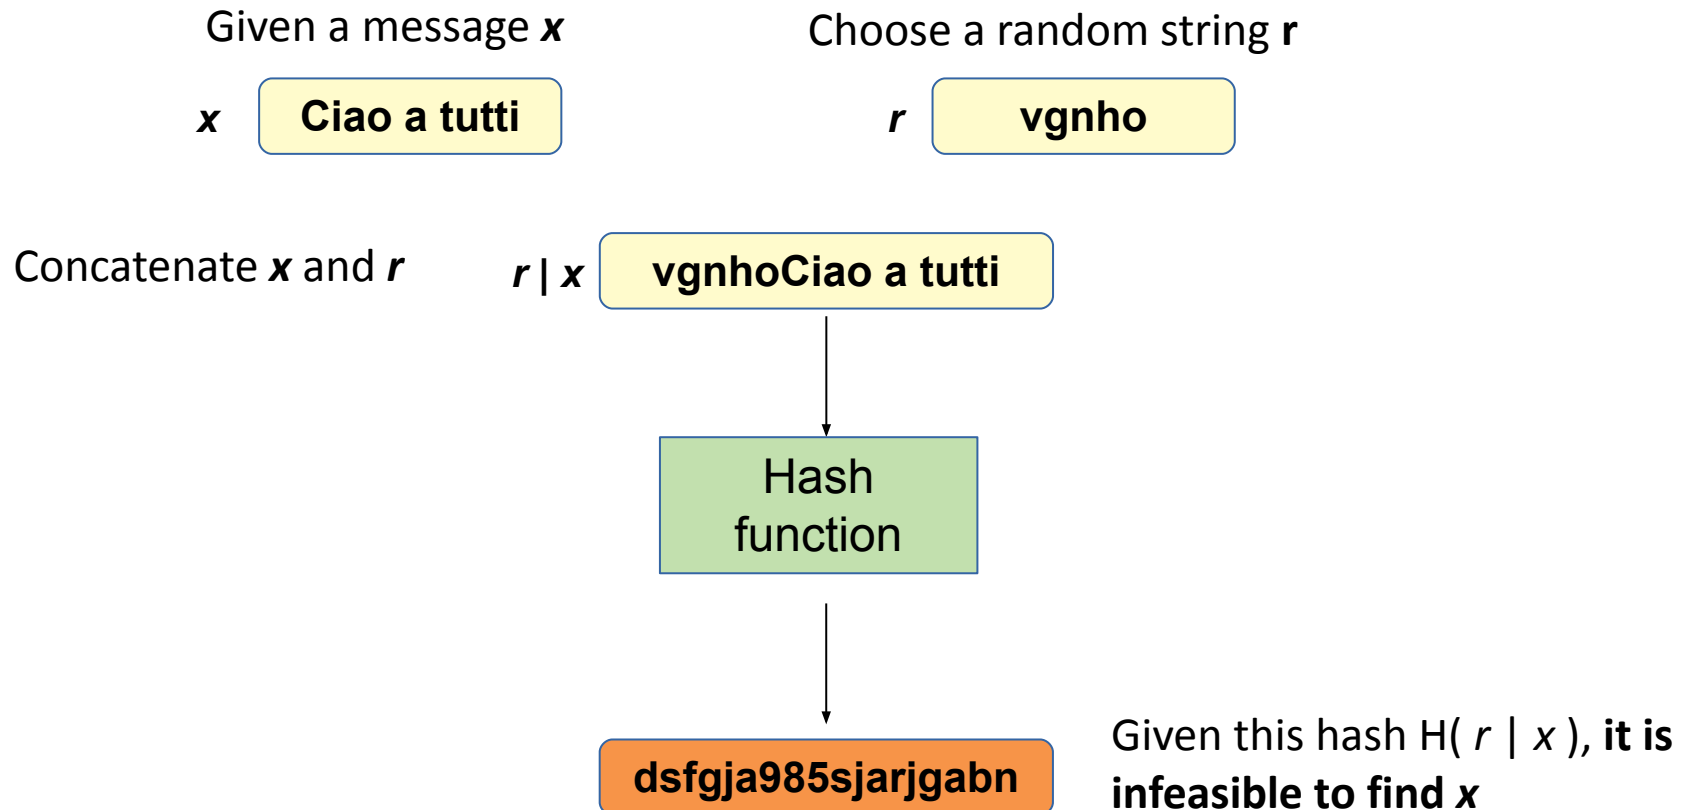 Given a message x
Choose a random string r
x
Ciao a tutti
r
vgnho
Concatenate x and r
r | x
vgnhoCiao a tutti
Hash
function
dsfgja985sjarjgabn
Given this hash H( r | x ), it is
infeasible to find x